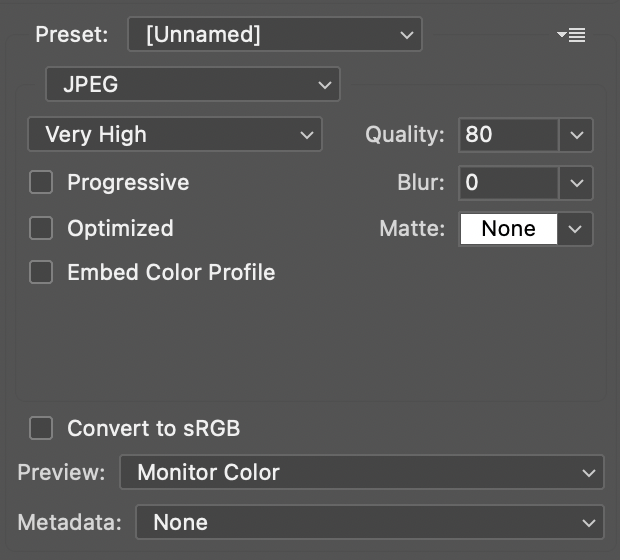 Preset: [Unnamed]
JPEG
Very High Quality: 80
Progressive Blur: 0
Optimized Matte: None
Embed Color Profile
Convert to sRGB
Preview: Monitor Color
Metadata: None